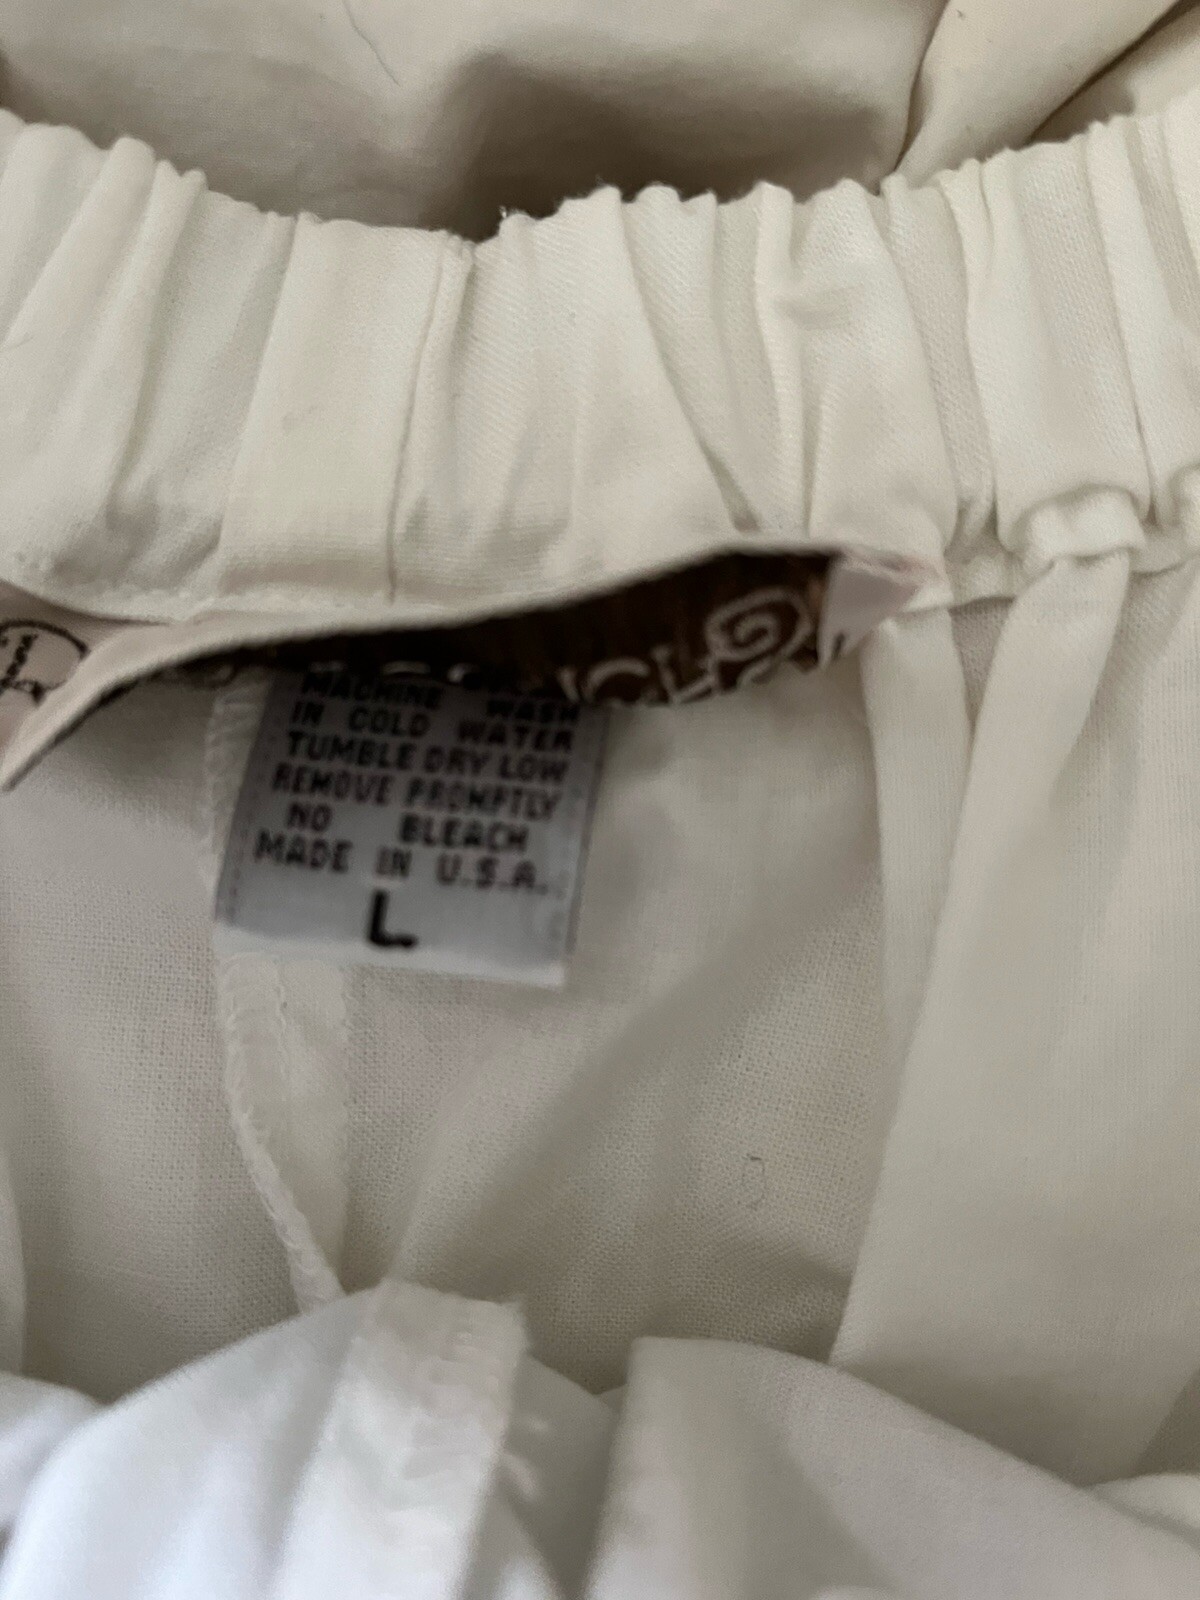 MACHINE WASH
IN COLD WATER
TUMBLE DRY LOW
REMOVE PROMPTLY
NO BLEACH
MADE IN U.S.A.
L